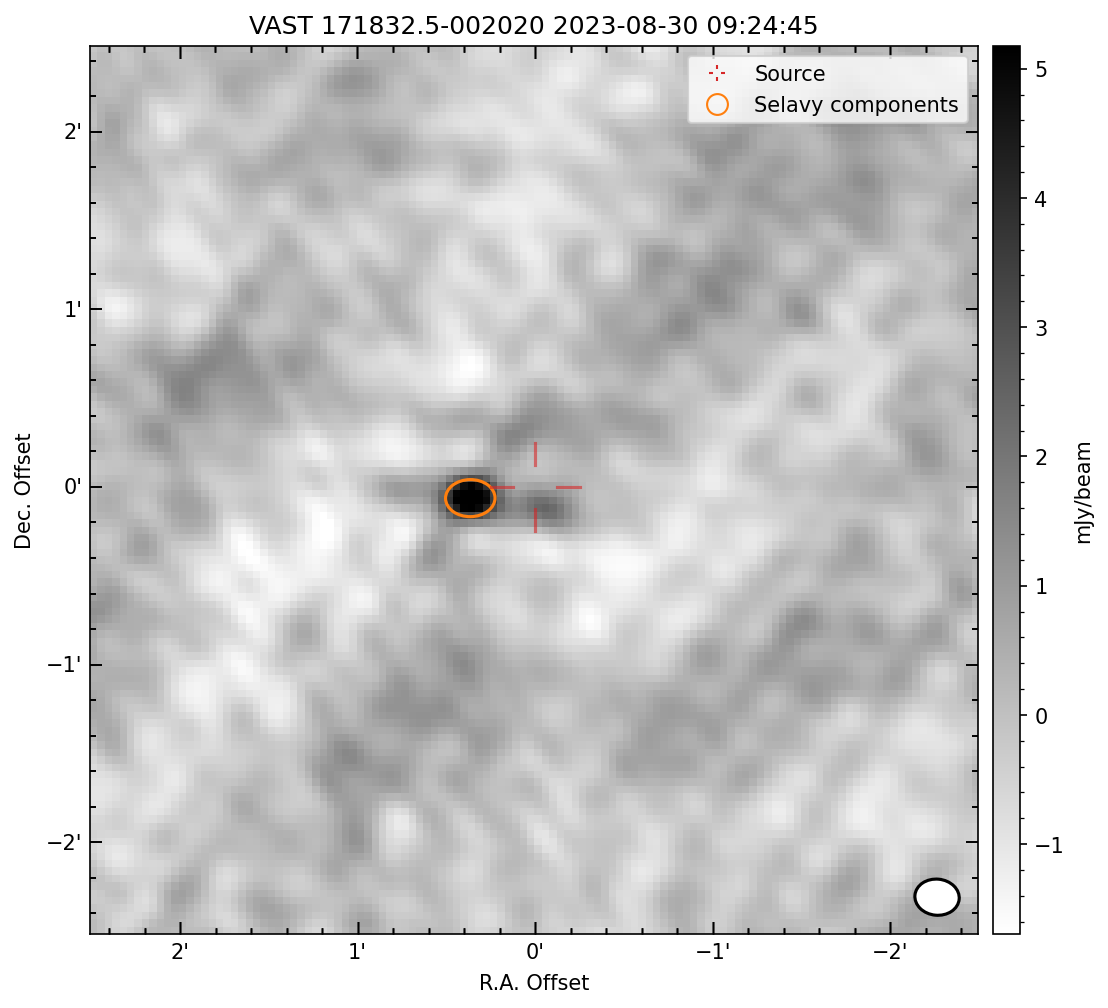 VAST 171832.5-002020 2023-08-30 09:24:45
Source
Selavy components
2'
1'
0'
−1'
−2'
Dec. Offset
2'
1'
0'
−1'
−2'
R.A. Offset
5
4
3
2
1
0
−1
mJy/beam